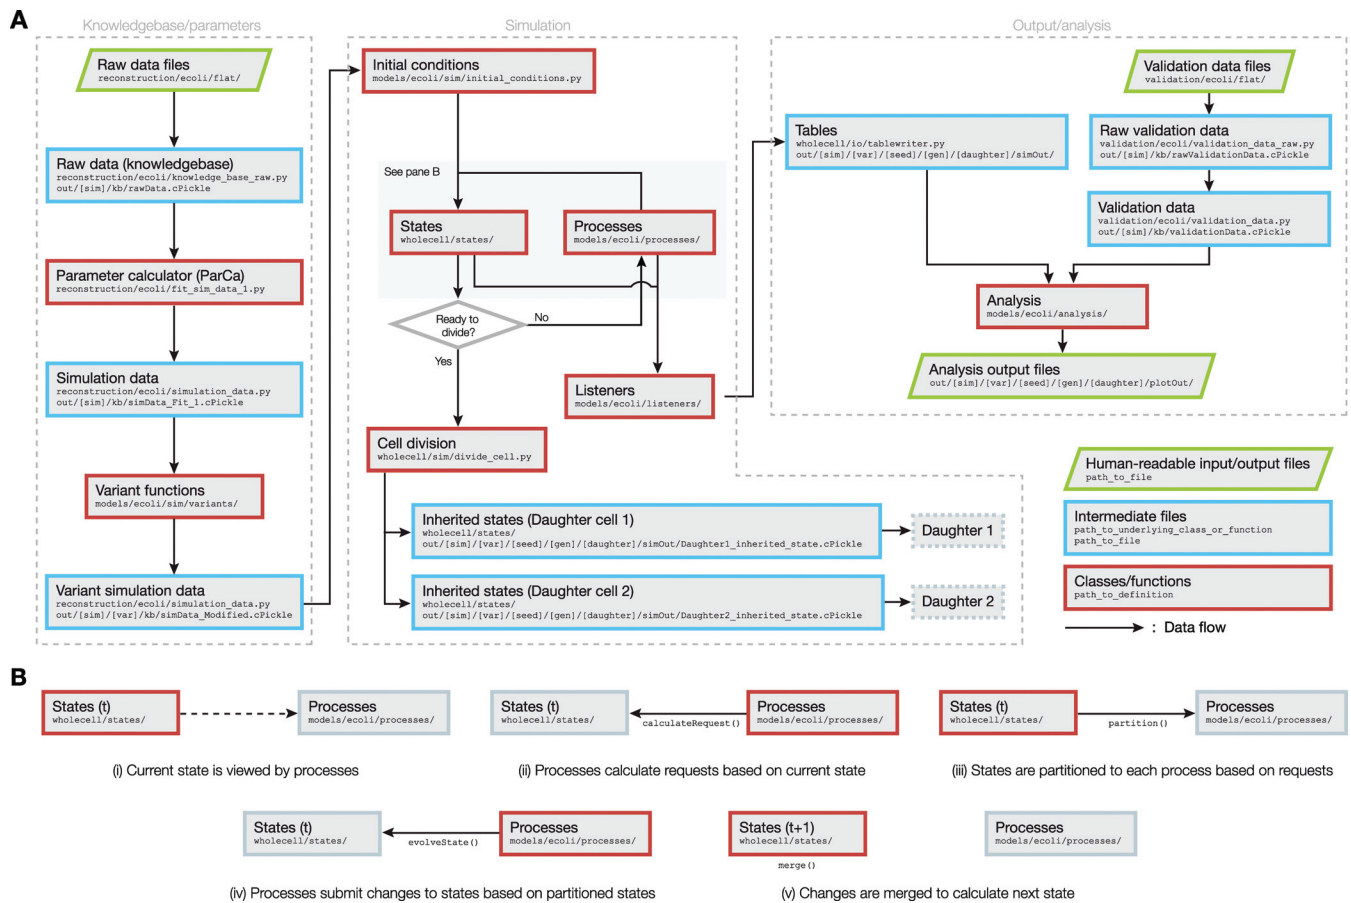 A
Knowledgebase/parameters
Raw data files
reconstruction/ecoli/flat/
Raw data (knowledgebase)
reconstruction/ecoli/knowledge_base_raw.py
out/[sim]/kb/rawData.cPickle
Parameter calculator (ParCa)
reconstruction/ecoli/fit_sim_data_1.py
Simulation data
reconstruction/ecoli/simulation_data.py
out/[sim]/kb/simData_Fit_1.cPickle
Variant functions
models/ecoli/sim/variants/
Variant simulation data
reconstruction/ecoli/simulation_data.py
out/[sim]/[var]/kb/simData_Modified.cPickle
Simulation
Initial conditions
models/ecoli/sim/initial_conditions.py
See pane B
States
wholecell/states/
Processes
models/ecoli/processes/
Ready to
divide?
No
Yes
Listeners
models/ecoli/listeners/
Cell division
wholecell/sim/divide_cell.py
Inherited states (Daughter cell 1)
wholecell/states/
out/[sim]/[var]/[seed]/[gen]/[daughter]/simOut/Daughter1_inherited_state.cPickle
Daughter 1
Inherited states (Daughter cell 2)
wholecell/states/
out/[sim]/[var]/[seed]/[gen]/[daughter]/simOut/Daughter2_inherited_state.cPickle
Daughter 2
Output/analysis
Validation data files
validation/ecoli/flat/
Tables
wholecell/io/tablewriter.py
out/[sim]/[var]/[seed]/[gen]/[daughter]/simOut/
Raw validation data
validation/ecoli/validation_data_raw.py
out/[sim]/kb/rawValidationData.cPickle
Validation data
validation/ecoli/validation_data.py
out/[sim]/kb/validationData.cPickle
Analysis
models/ecoli/analysis/
Analysis output files
out/[sim]/[var]/[seed]/[gen]/[daughter]/plotOut/
Human-readable input/output files
path_to_file
Intermediate files
path_to_underlying_class_or_function
path_to_file
Classes/functions
path_to_definition
: Data flow
B
States (t)
wholecell/states/
Processes
models/ecoli/processes/
(i) Current state is viewed by processes
States (t)
wholecell/states/
calculateRequest()
Processes
models/ecoli/processes/
(ii) Processes calculate requests based on current state
States (t)
wholecell/states/
partition()
Processes
models/ecoli/processes/
(iii) States are partitioned to each process based on requests
States (t)
wholecell/states/
evolveState()
Processes
models/ecoli/processes/
(iv) Processes submit changes to states based on partitioned states
States (t+1)
wholecell/states/
merge()
Processes
models/ecoli/processes/
(v) Changes are merged to calculate next state